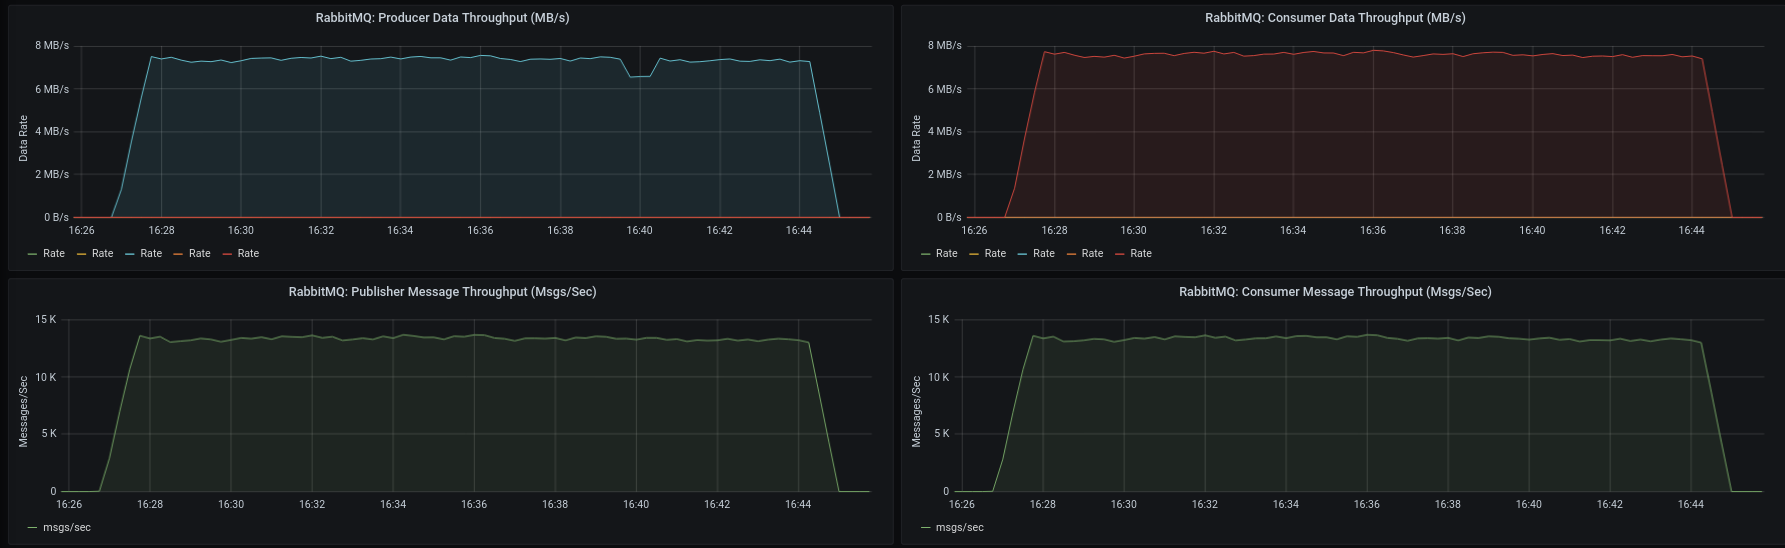 RabbitMQ: Producer Data Throughput (MB/s)
8 MB/s
6 MB/s
4 MB/s
2 MB/s
0 B/s
Data Rate
16:26 16:28 16:30 16:32 16:34 16:36 16:38 16:40 16:42 16:44
Rate Rate Rate Rate Rate
RabbitMQ: Consumer Data Throughput (MB/s)
8 MB/s
6 MB/s
4 MB/s
2 MB/s
0 B/s
Data Rate
16:26 16:28 16:30 16:32 16:34 16:36 16:38 16:40 16:42 16:44
Rate Rate Rate Rate Rate
RabbitMQ: Publisher Message Throughput (Msgs/Sec)
15 K
10 K
5 K
0
Messages/Sec
16:26 16:28 16:30 16:32 16:34 16:36 16:38 16:40 16:42 16:44
msgs/sec
RabbitMQ: Consumer Message Throughput (Msgs/Sec)
15 K
10 K
5 K
0
Messages/Sec
16:26 16:28 16:30 16:32 16:34 16:36 16:38 16:40 16:42 16:44
msgs/sec